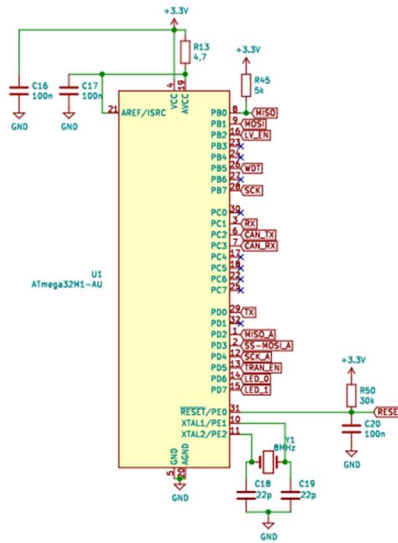 +3.3V
R13
4,7
+3.3V
C16
100n
C17
100n
R45
5k
GND
GND
4
19
VCC
AVCC
21
AREF/ISRC
PB0
8
MISO
PB1
9
MOSI
PB2
16
LV_EN
PB3
23
PB4
24
PB5
26
WDT
PB6
27
PB7
28
SCK
PC0
30
PC1
3
RX
PC2
6
CAN_TX
PC3
7
CAN_RX
PC4
17
PC5
18
PC6
22
PC7
25
U1
ATmega32M1-AU
PD0
29
TX
PD1
32
PD2
1
MISO_A
PD3
2
SS-MOSI_A
PD4
12
SCK_A
PD5
13
TRAN_EN
PD6
14
LED_0
PD7
15
LED_1
+3.3V
R50
30k
RESET/PE0
31
RESE
XTAL1/PE1
10
XTAL2/PE2
11
C20
100n
Y1
8MHz
GND
GND
AGND
5
20
GND
C18
22p
C19
22p
GND